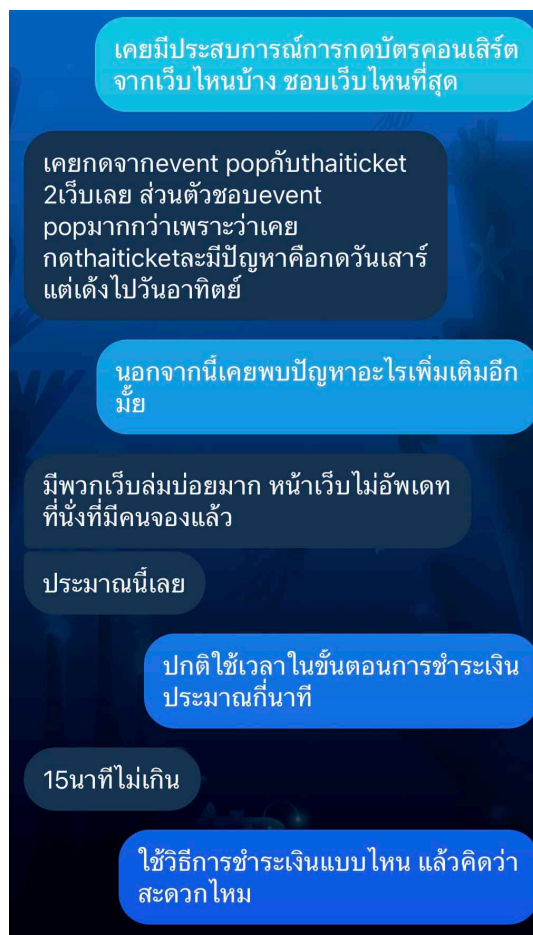 เคยมีประสบการณ์การกดบัตรคอนเสิร์ต
จากเว็บไหนบ้าง ชอบเว็บไหนที่สุด
เคยกดจากevent popกับthaiticket
2เว็บเลย ส่วนตัวชอบevent
popมากกว่าเพราะว่าเคย
กดthaiticketละมีปัญหาคือกดวันเสาร์
แต่เด้งไปวันอาทิตย์
นอกจากนี้เคยพบปัญหาอะไรเพิ่มเติมอีก
มั้ย
มีพวกเว็บล่มบ่อยมาก หน้าเว็บไม่อัพเดท
ที่นั่งที่มีคนจองแล้ว
ประมาณนี้เลย
ปกติใช้เวลาในขั้นตอนการชำระเงิน
ประมาณกี่นาที
15นาทีไม่เกิน
ใช้วิธีการชำระเงินแบบไหน แล้วคิดว่า
สะดวกไหม